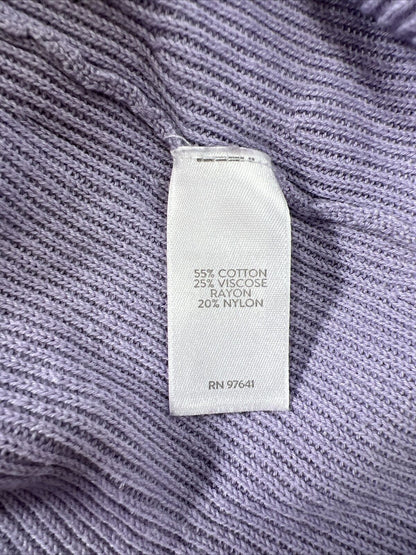 55% COTTON
25% VISCOSE
RAYON
20% NYLON
RN 97641